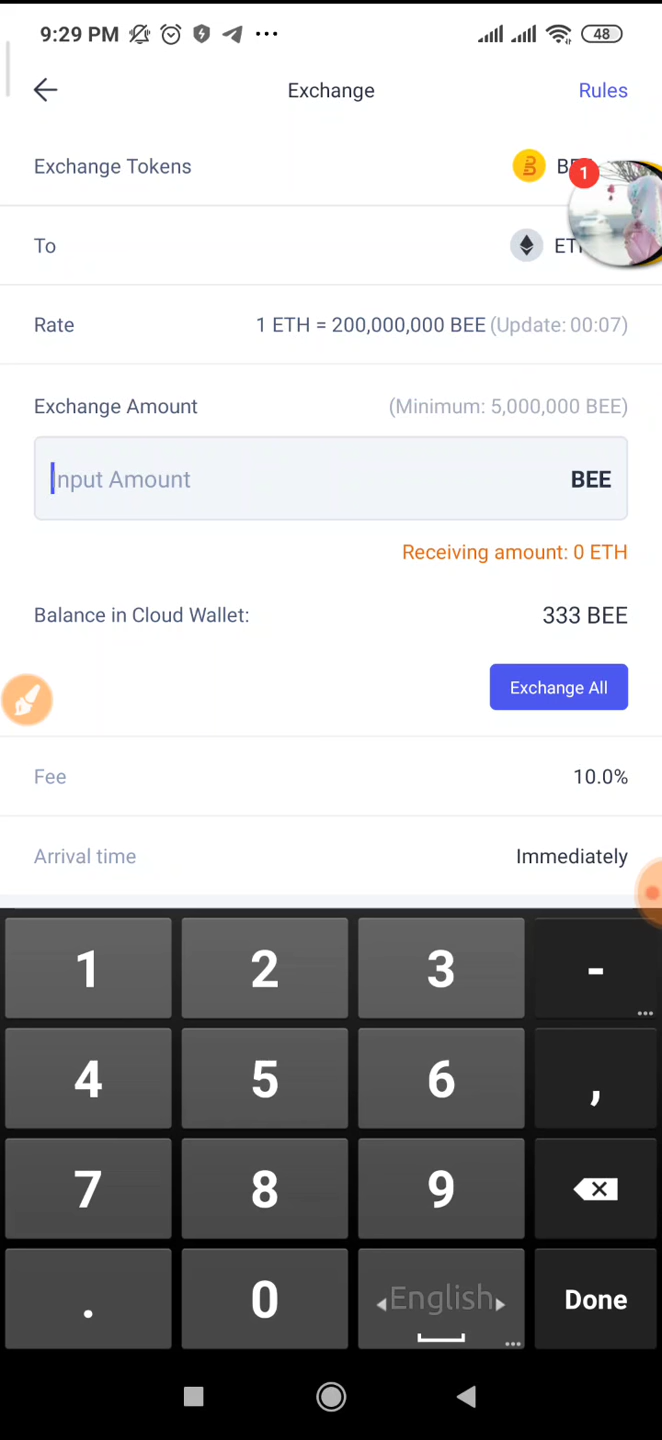 9:29 PM ••• 48
Exchange Rules
Exchange Tokens
1
To
Rate 1 ETH = 200,000,000 BEE (Update: 00:07)
Exchange Amount (Minimum: 5,000,000 BEE)
Input Amount BEE
Receiving amount: 0 ETH
Balance in Cloud Wallet: 333 BEE
Exchange All
Fee 10.0%
Arrival time Immediately
1 2 3 -
4 5 6 ,
7 8 9
. 0 English Done